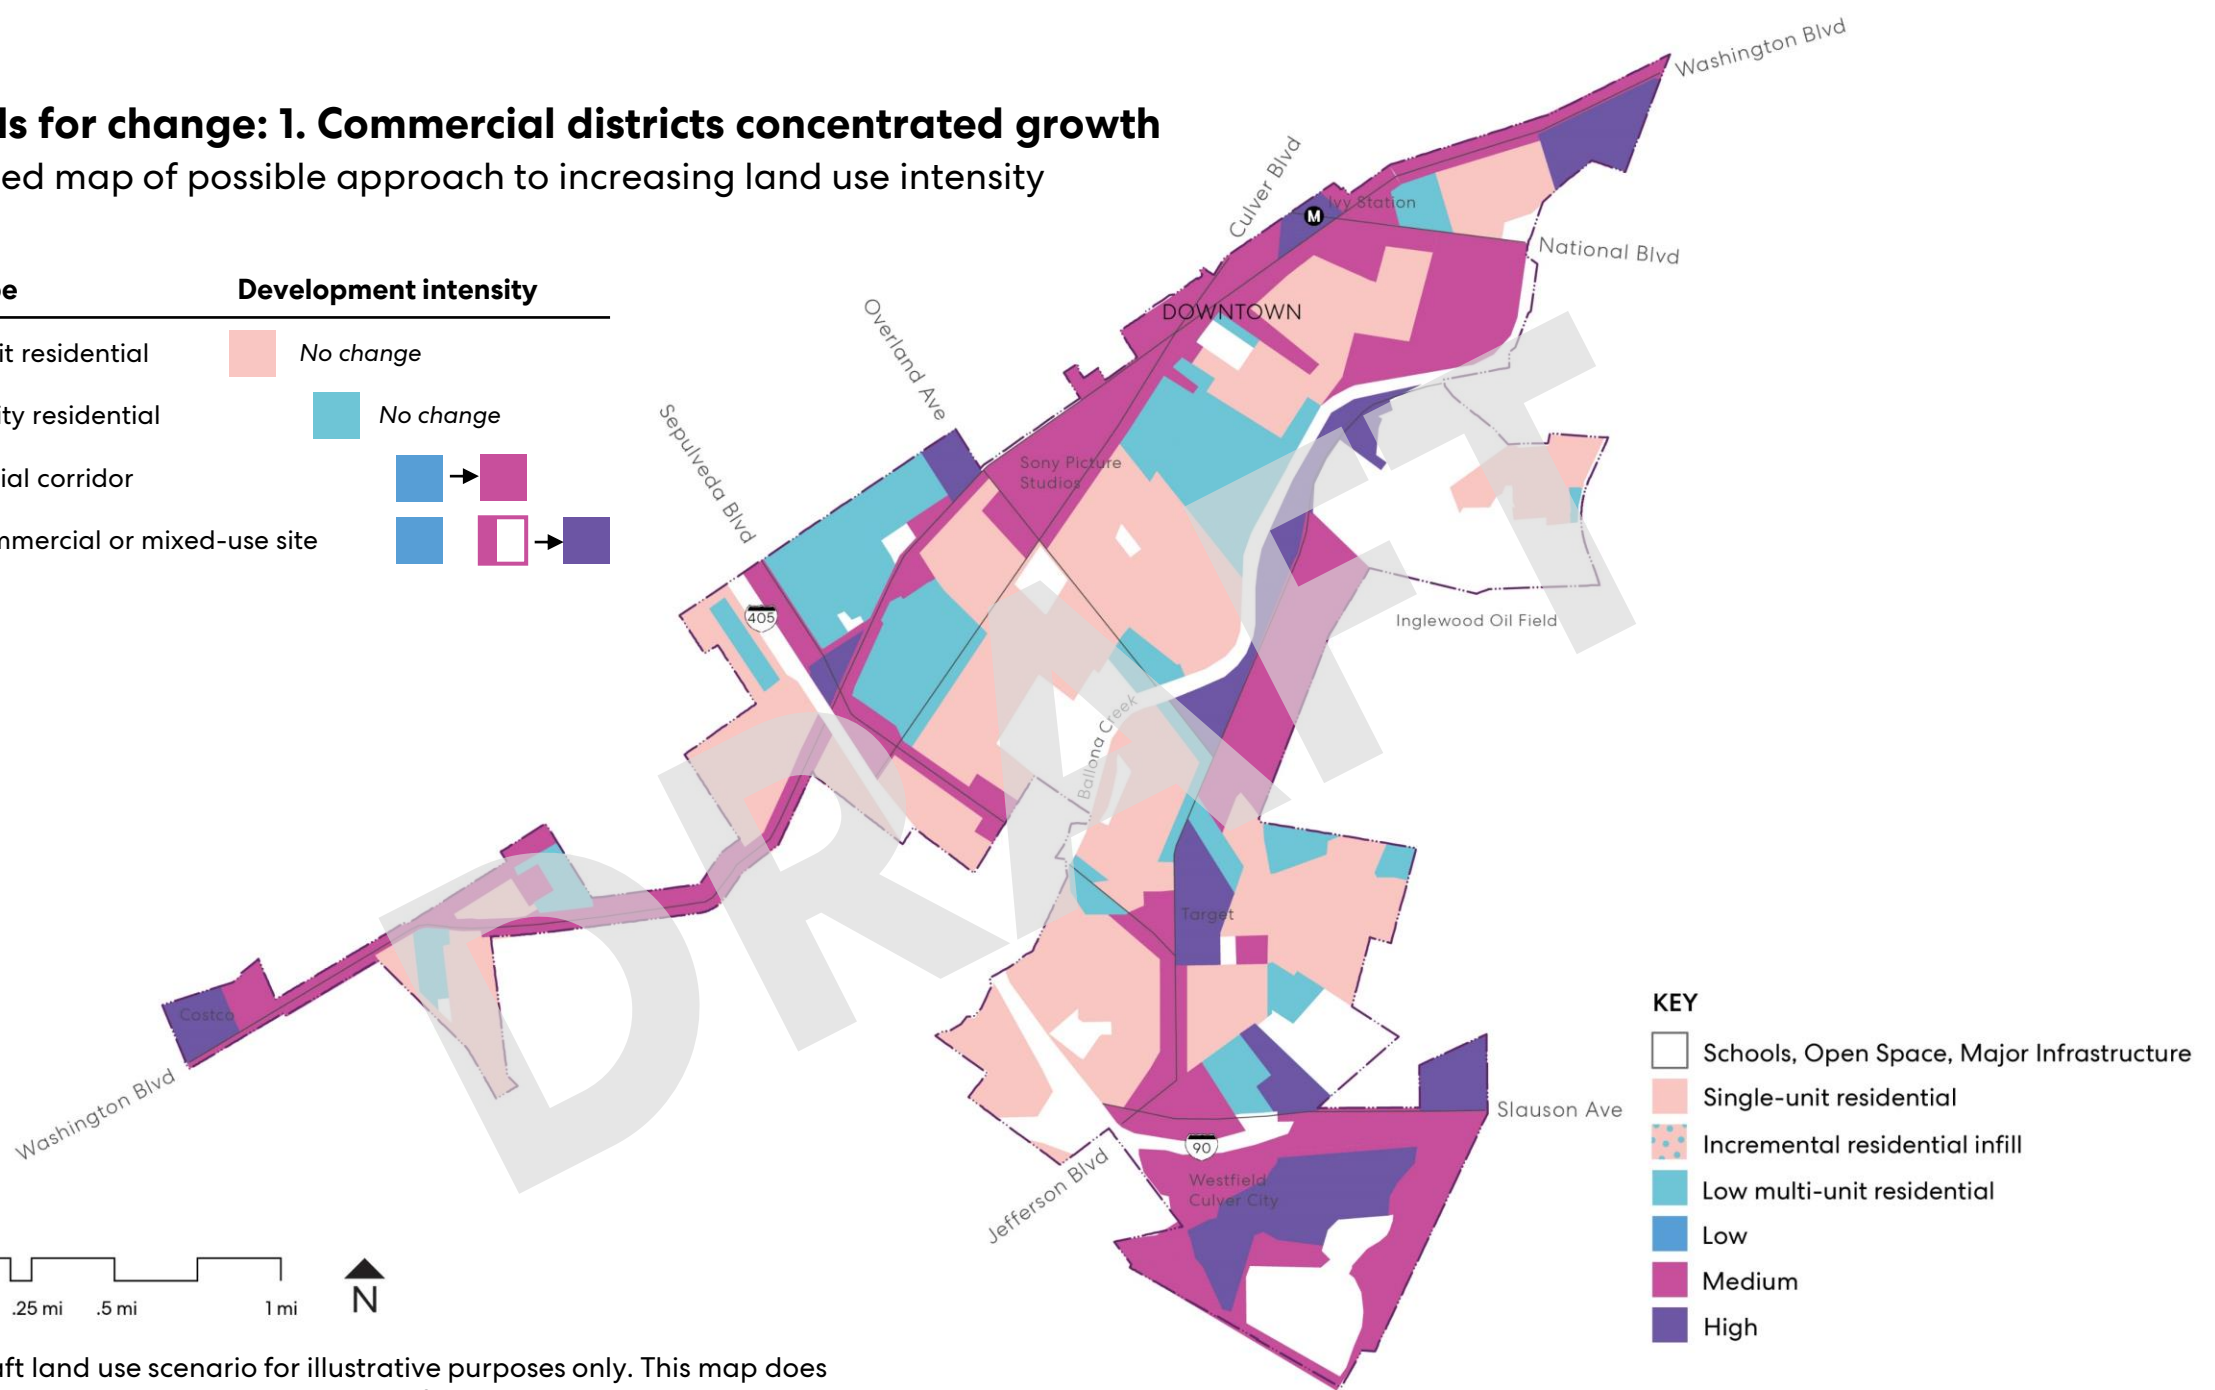 ls for change: 1. Commercial districts concentrated growth
ed map of possible approach to increasing land use intensity
Development intensity
it residential
No change
ity residential
No change
ial corridor
mmercial or mixed-use site
Washington Blvd
Culver Blvd
Ivy Station
M
National Blvd
DOWNTOWN
Overland Ave
Sepulveda Blvd
Sony Picture
Studios
405
Inglewood Oil Field
Ballona Creek
Target
Costco
Washington Blvd
Slauson Ave
90
Jefferson Blvd
Westfield
Culver City
DRAFT
KEY
Schools, Open Space, Major Infrastructure
Single-unit residential
Incremental residential infill
Low multi-unit residential
Low
Medium
High
.25 mi .5 mi 1 mi
N
aft land use scenario for illustrative purposes only. This map does